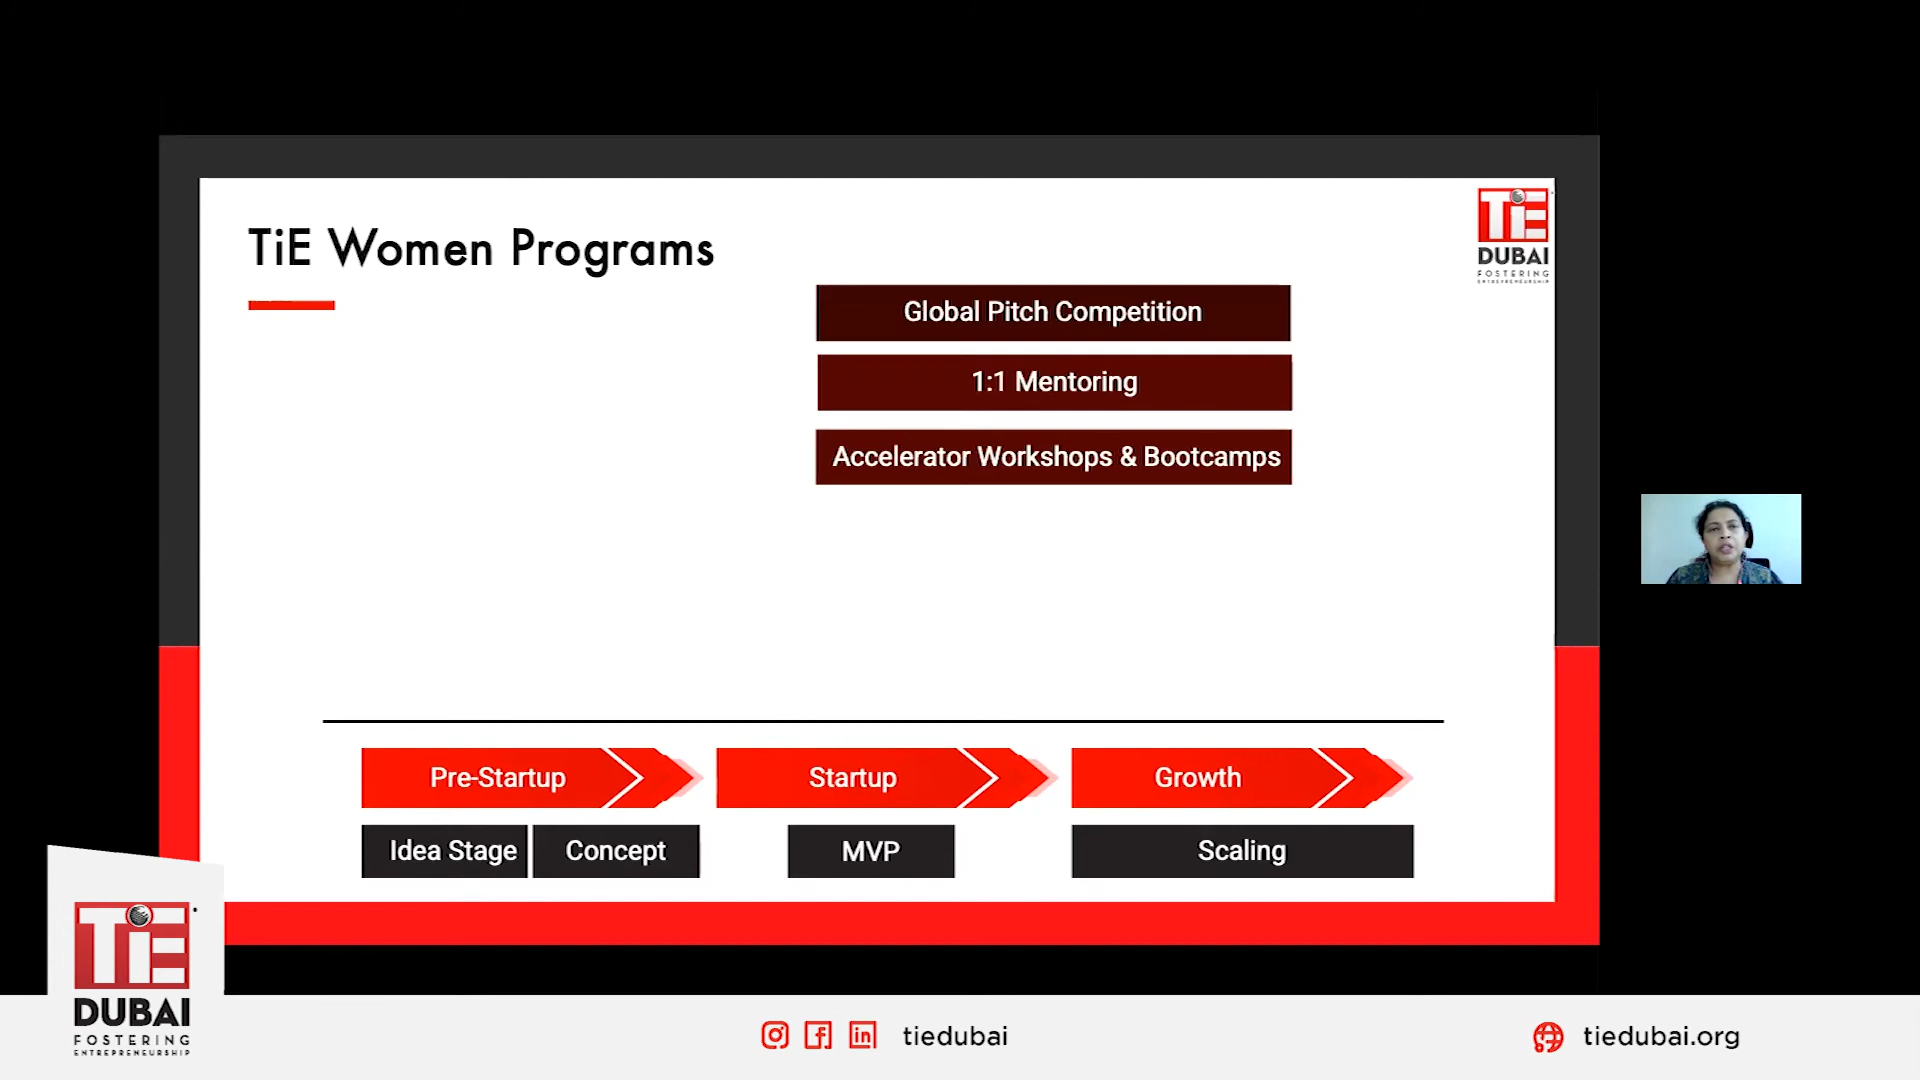 TiE Women Programs
TiE
DUBAI
FOSTERING
ENTREPRENEURSHIP
Global Pitch Competition
1:1 Mentoring
Accelerator Workshops & Bootcamps
Pre-Startup
Startup
Growth
Idea Stage
Concept
MVP
Scaling
TiE
DUBAI
FOSTERING
ENTREPRENEURSHIP
tiedubai
tiedubai.org